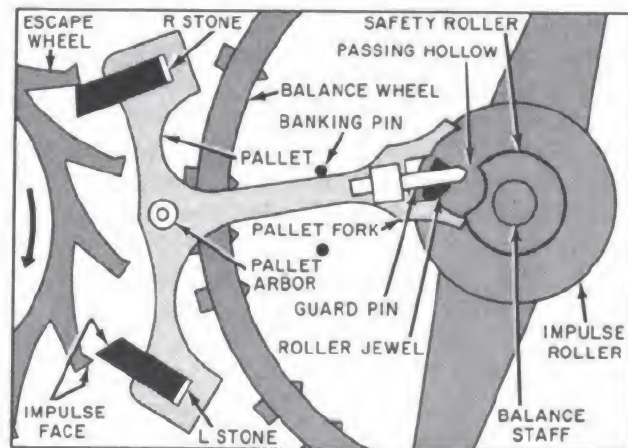 ESCAPE
WHEEL
R STONE
SAFETY ROLLER
PASSING HOLLOW
BALANCE WHEEL
BANKING PIN
PALLET
PALLET FORK
PALLET
ARBOR
GUARD PIN
ROLLER JEWEL
IMPULSE
ROLLER
IMPULSE
FACE
L STONE
BALANCE
STAFF